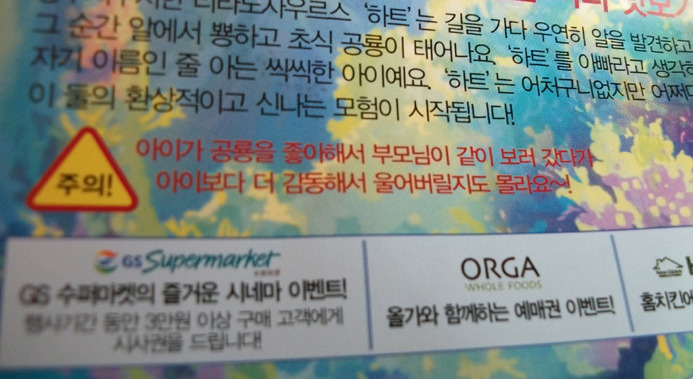 티라노사우르스 '하트'는 길을 가다 우연히 알을 발견하고
그 순간 알에서 뿅하고 초식 공룡이 태어나요. '하트'를 아빠라고 생각하
자기 이름인 줄 아는 씩씩한 아이예요. '하트'는 어처구니없지만 어쩌다
이 둘의 환상적이고 신나는 모험이 시작됩니다!
주의!
아이가 공룡을 좋아해서 부모님이 같이 보러 갔다가
아이보다 더 감동해서 울어버릴지도 몰라요~!
GS Supermarket
GS 수퍼마켓의 즐거운 시네마 이벤트!
행사기간 동안 3만원 이상 구매 고객에게
시사권을 드립니다!
ORGA
WHOLE FOODS
올가와 함께하는 예매권 이벤트!
홈치킨에